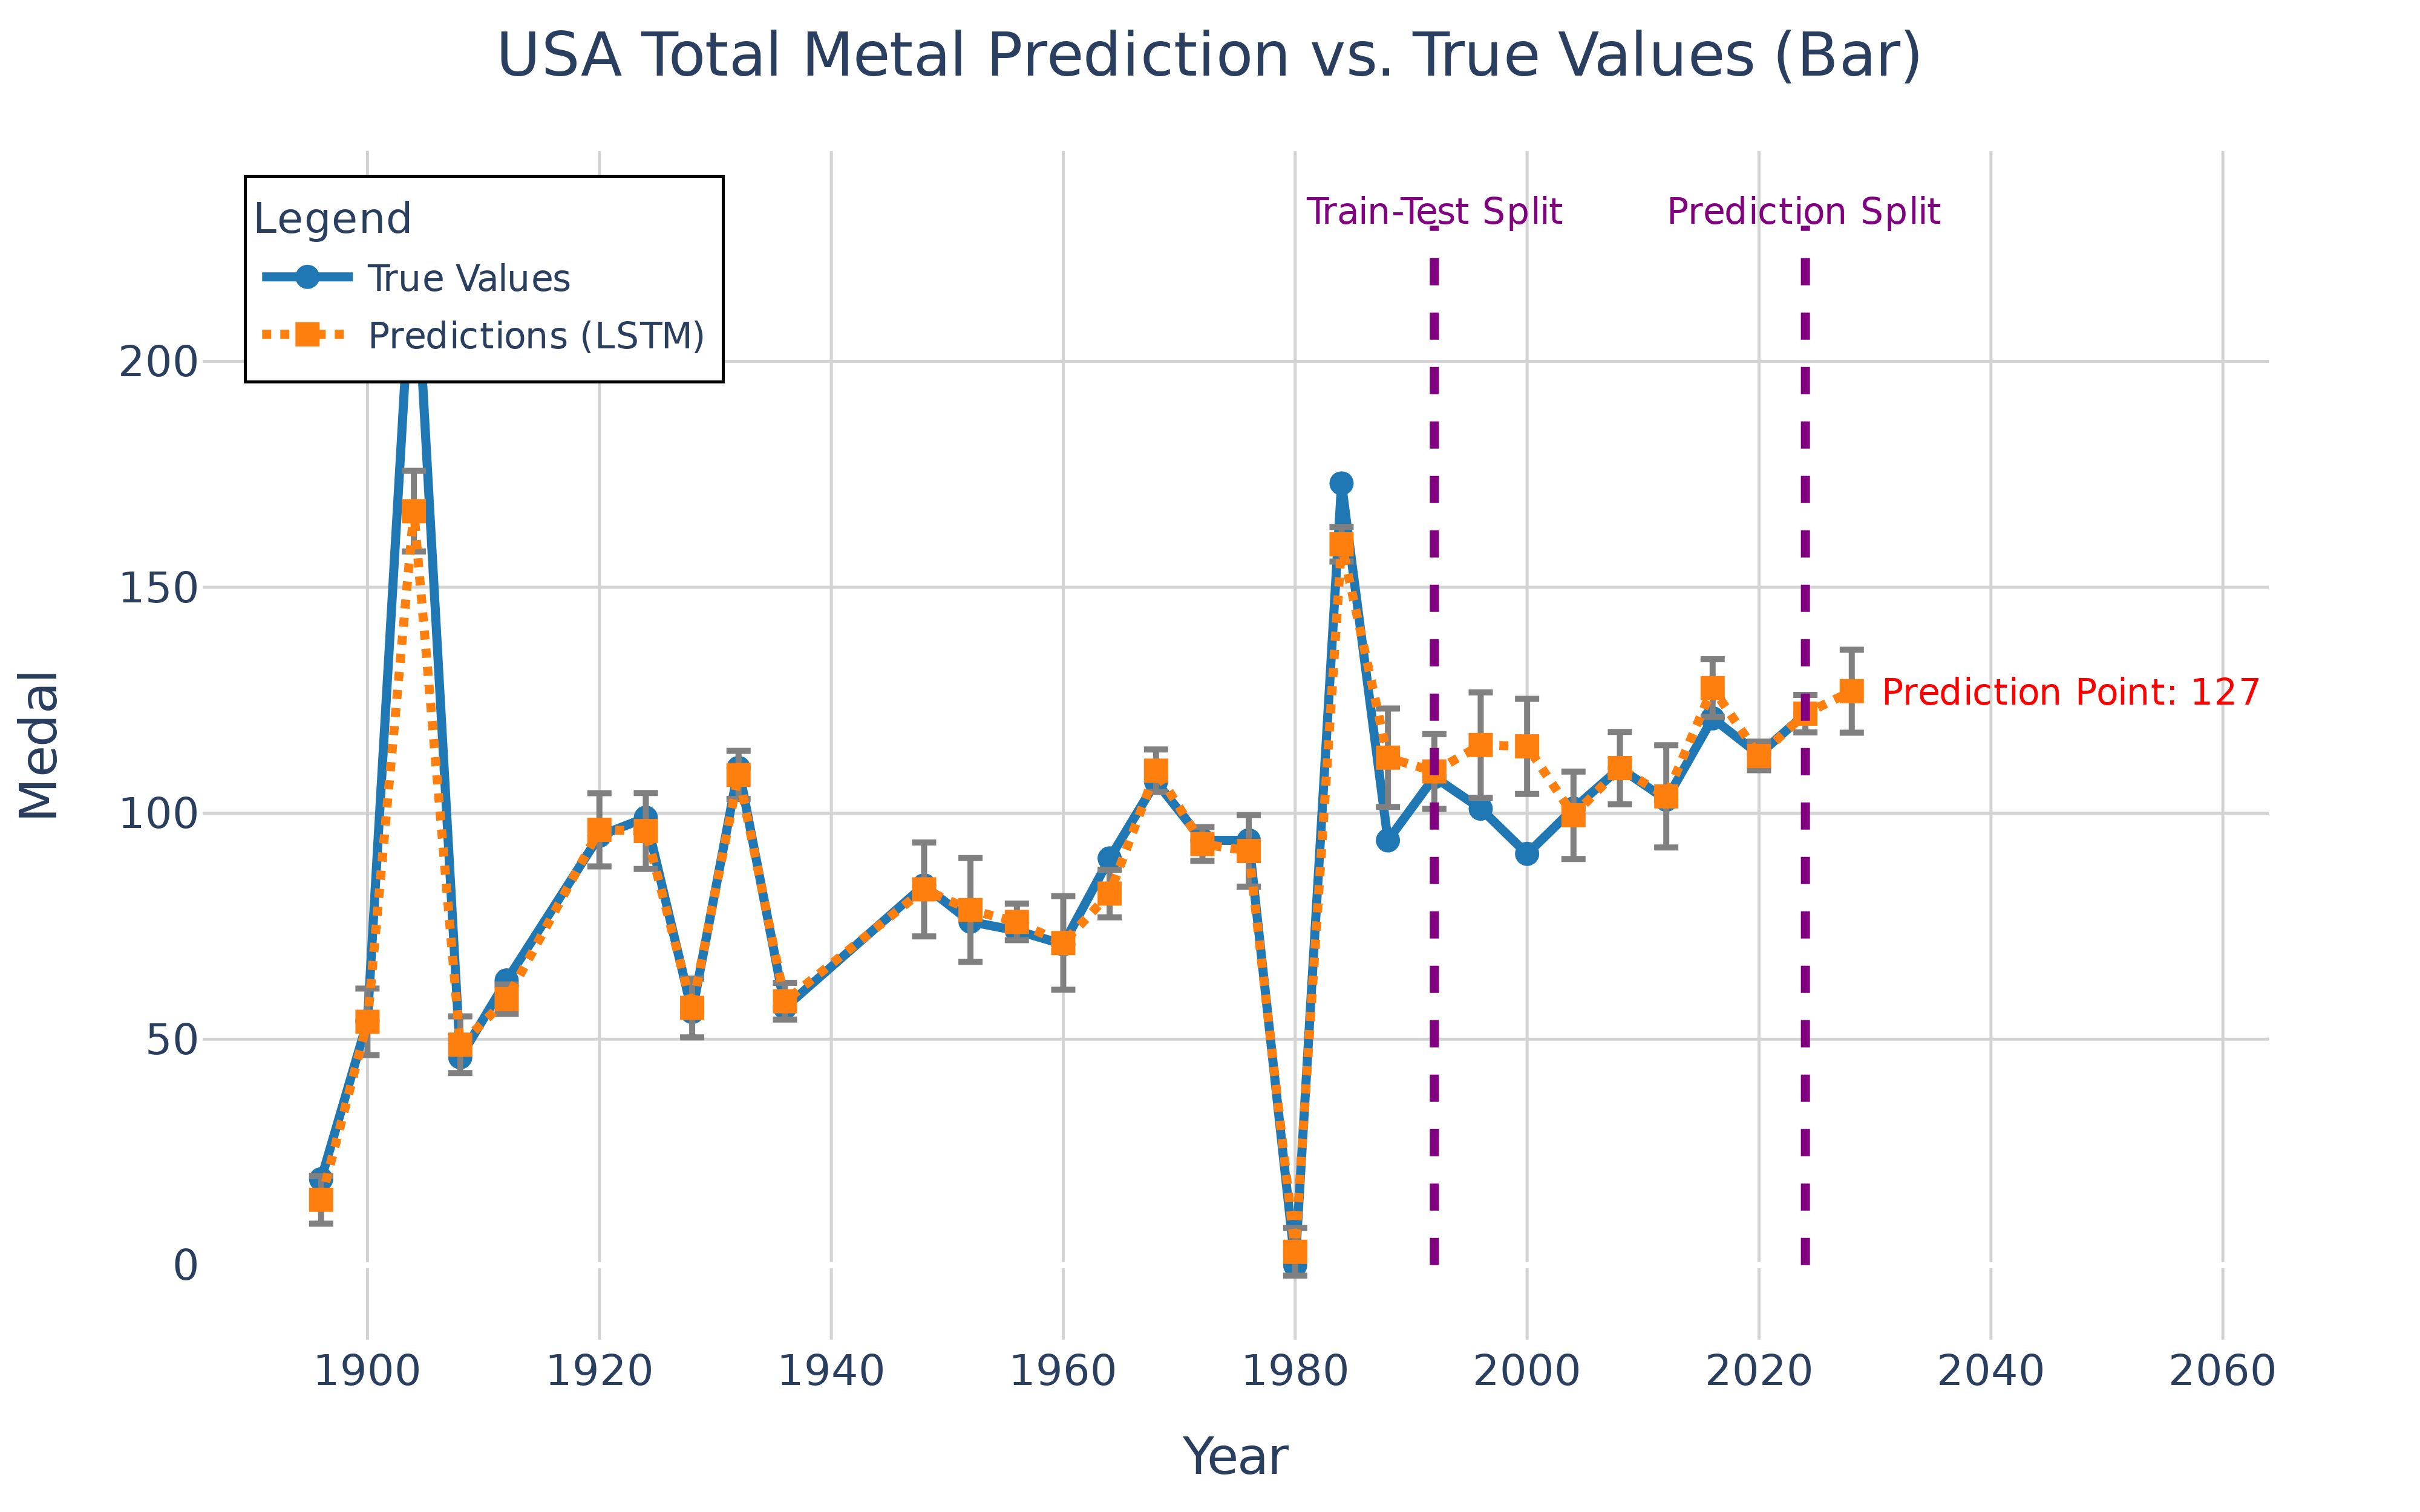 USA Total Metal Prediction vs. True Values (Bar)
Legend
True Values
Predictions (LSTM)
Train-Test Split
Prediction Split
200
150
100
50
0
Medal
Prediction Point: 127
1900
1920
1940
1960
1980
2000
2020
2040
2060
Year